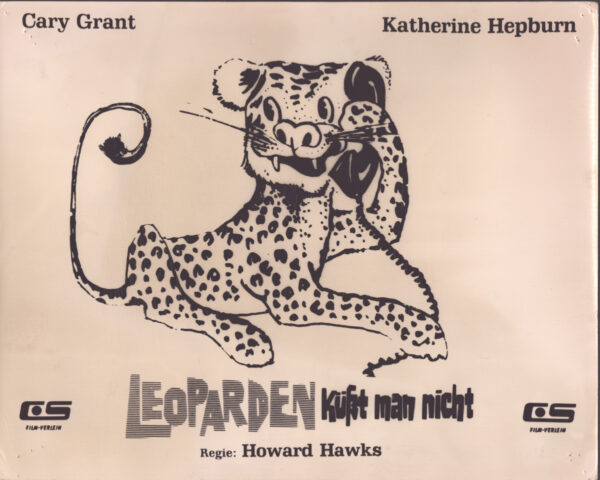 Cary Grant
Katherine Hepburn
LEOPARDEN küßt man nicht
CS
FILM-VERLEIH
CS
FILM-VERLEIH
Regie: Howard Hawks